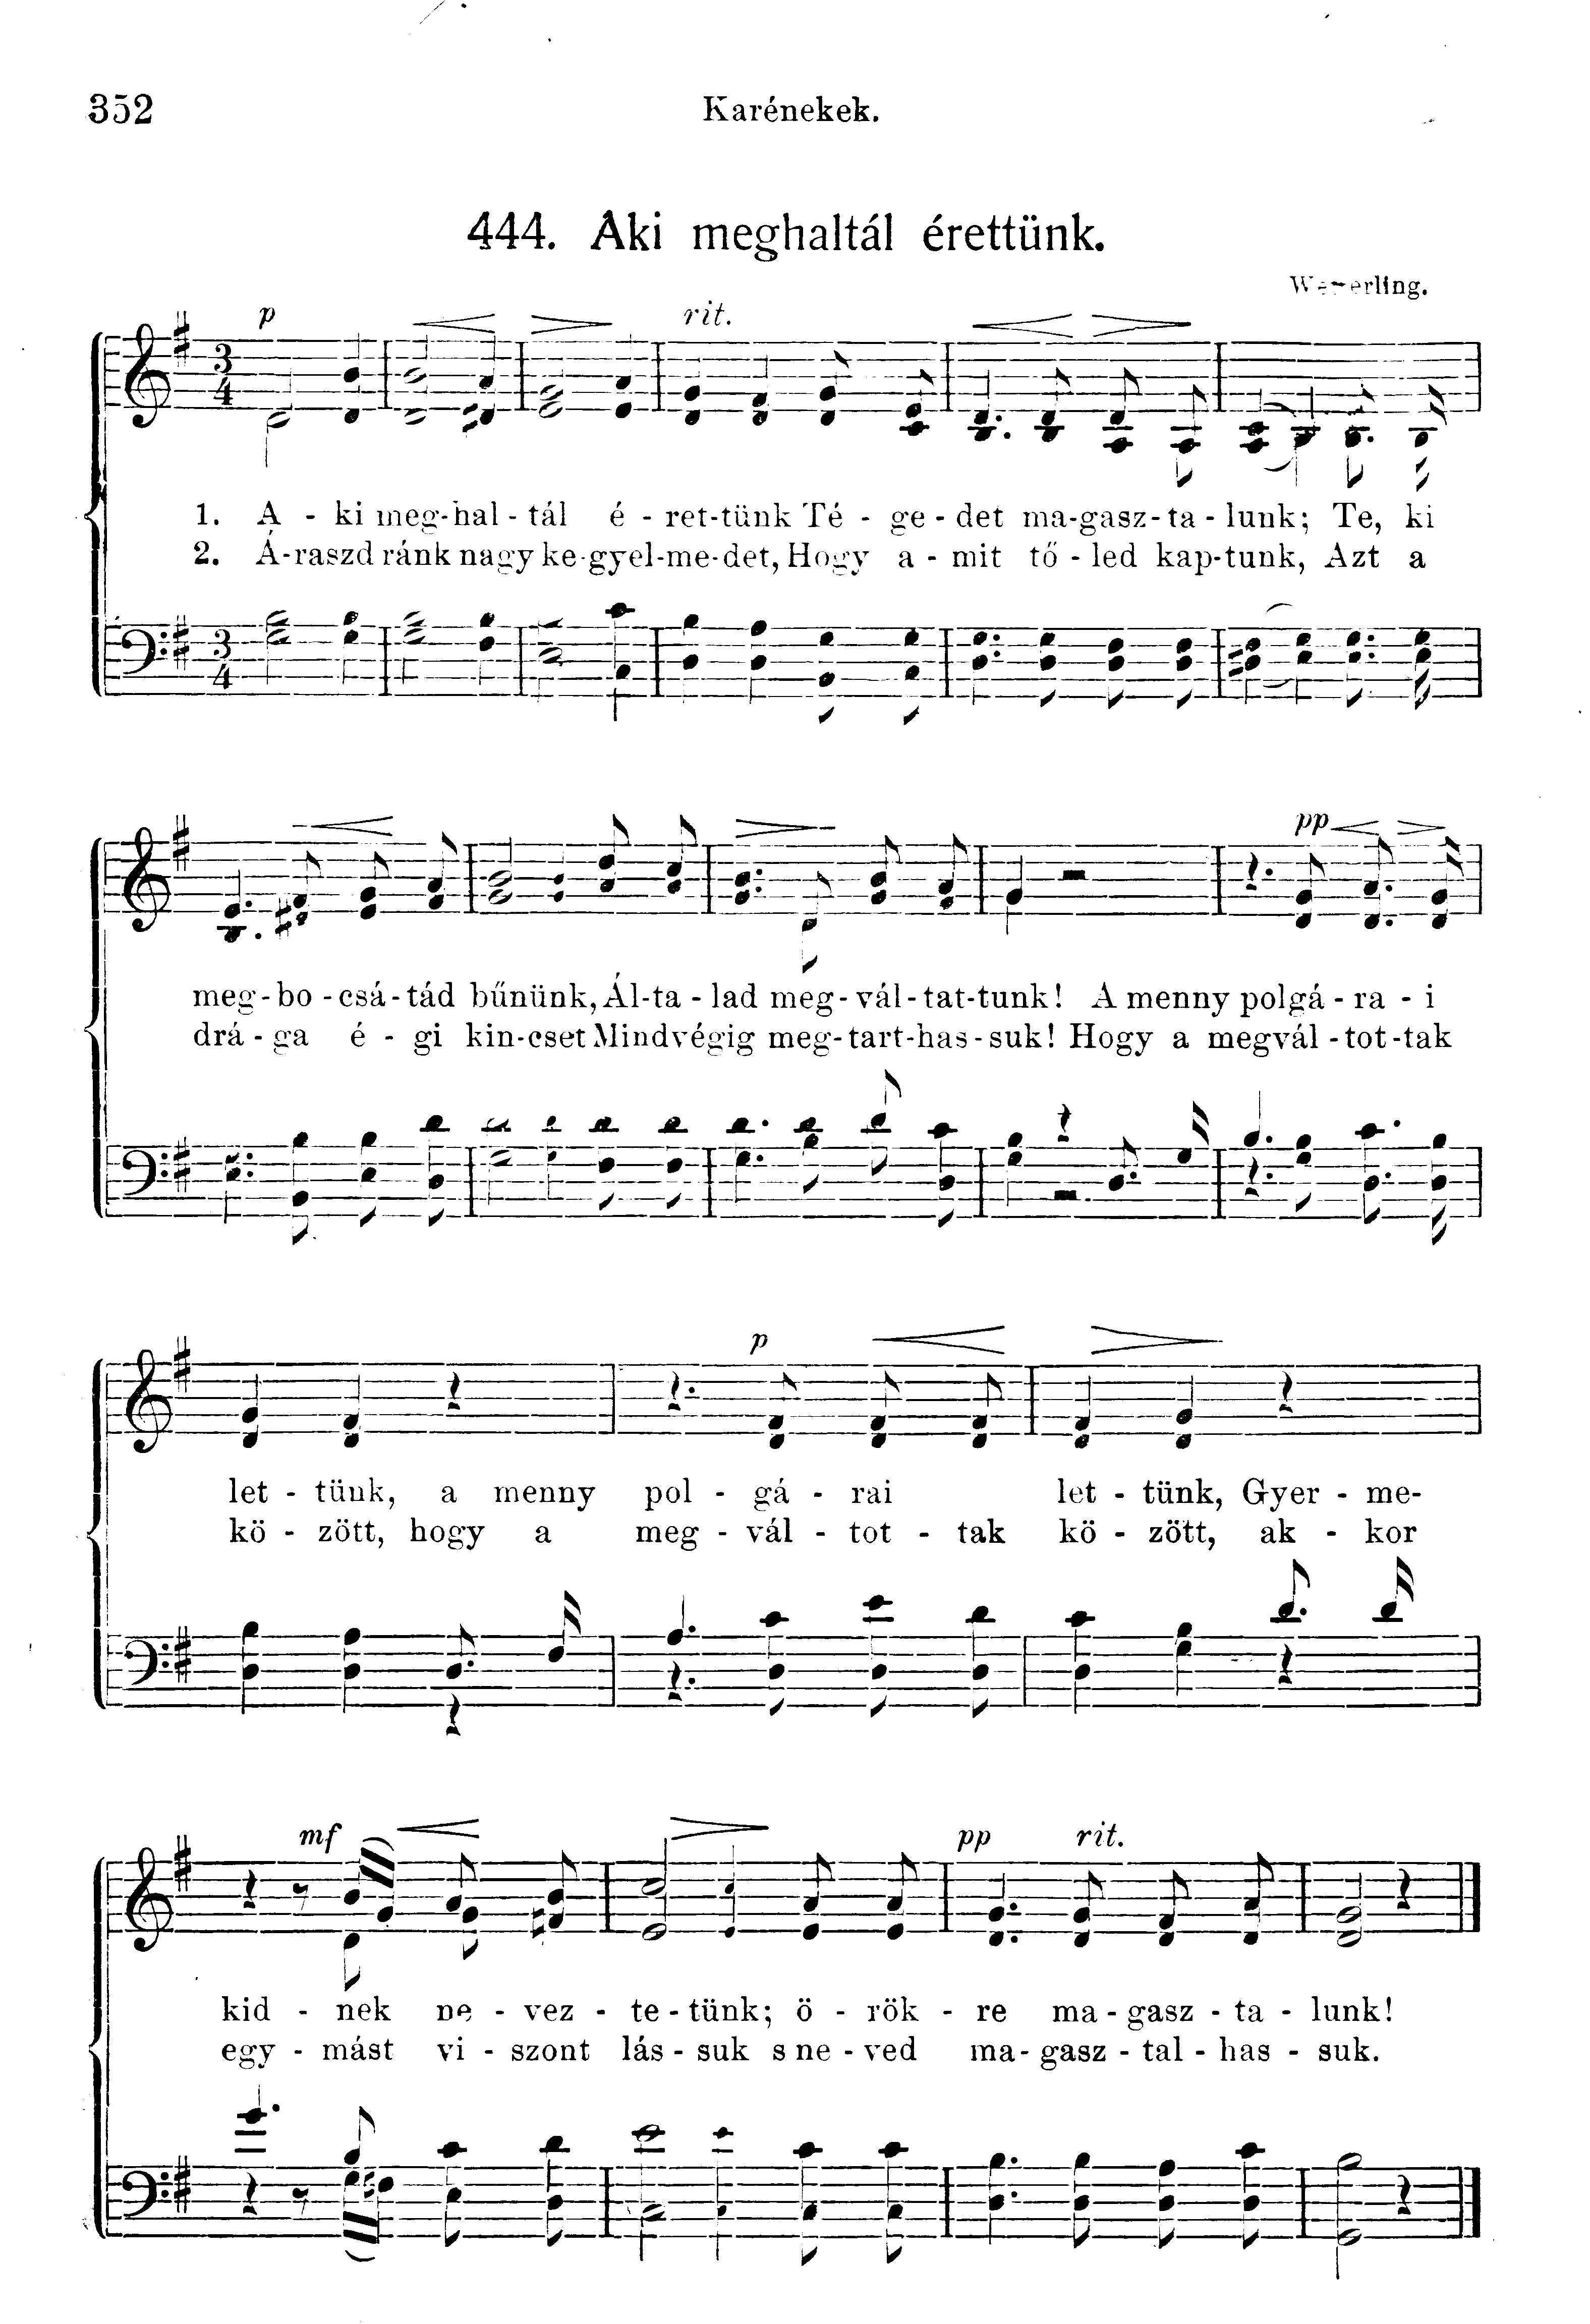 352
Karénekek.
444. Aki meghaltál érettünk.
p rit.
3 4
1. A - ki meg-hal - tál é - ret-tünk Té - ge - det ma-gasz-ta - lunk; Te, ki
2. Á-raszd ránk nagy ke-gyel-me-det, Hogy a - mit tő - led kap-tunk, Azt a
3 4
pp
meg - bo - csá - tád bűnünk, Ál-ta - lad meg - vál - tat-tunk! A menny polgá - ra - i
drá - ga é - gi kin-cset Mindvégig meg-tart-has - suk! Hogy a megvál - tot - tak
p
let - tünk, a menny pol - gá - rai let - tünk, Gyer - me-
kö - zött, hogy a meg - vál - tot - tak kö - zött, ak - kor
mf pp rit.
kid - nek ne - vez - te - tünk; ö - rök - re ma - gasz - ta - lunk!
egy - mást vi - szont lás - suk s ne - ved ma - gasz - tal - has - suk.